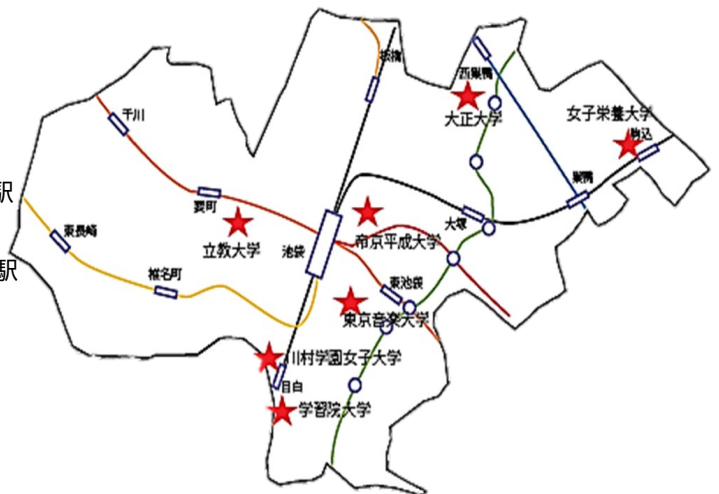 板橋
西巣鴨
大正大学
女子栄養大学
駒込
千川
駅
要町
巣鴨
大塚
立教大学
帝京平成大学
池袋
東長崎
駅
椎名町
東池袋
東京音楽大学
川村学園女子大学
目白
学習院大学